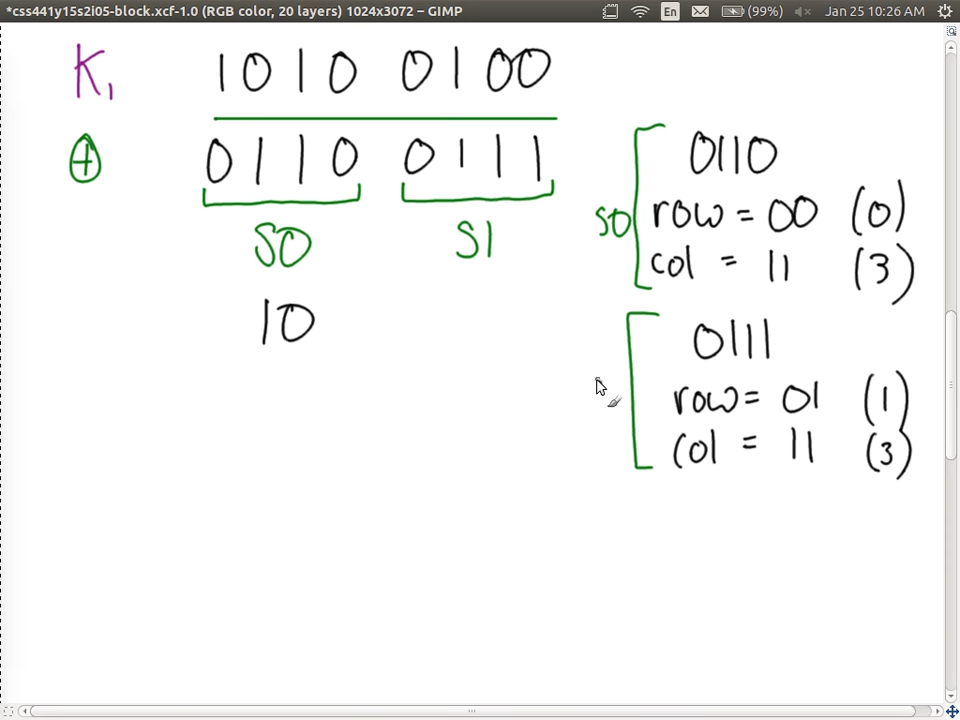 *css441y15s2i05-block.xcf-1.0 (RGB color, 20 layers) 1024x3072 – GIMP
En
(99%)
Jan 25 10:26 AM
K1 1010 0100
⊕ 0110 0111
S0 S1
10
S0
0110
row = 00 (0)
col = 11 (3)
0111
row = 01 (1)
col = 11 (3)